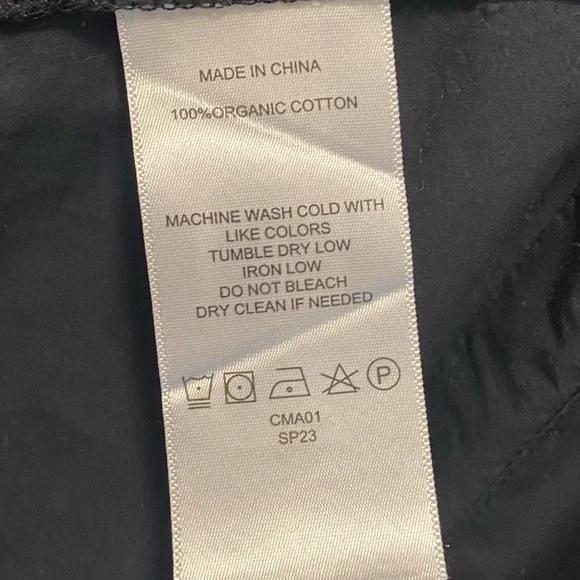 MADE IN CHINA
100%ORGANIC COTTON
MACHINE WASH COLD WITH
LIKE COLORS
TUMBLE DRY LOW
IRON LOW
DO NOT BLEACH
DRY CLEAN IF NEEDED
P
CMA01
SP23